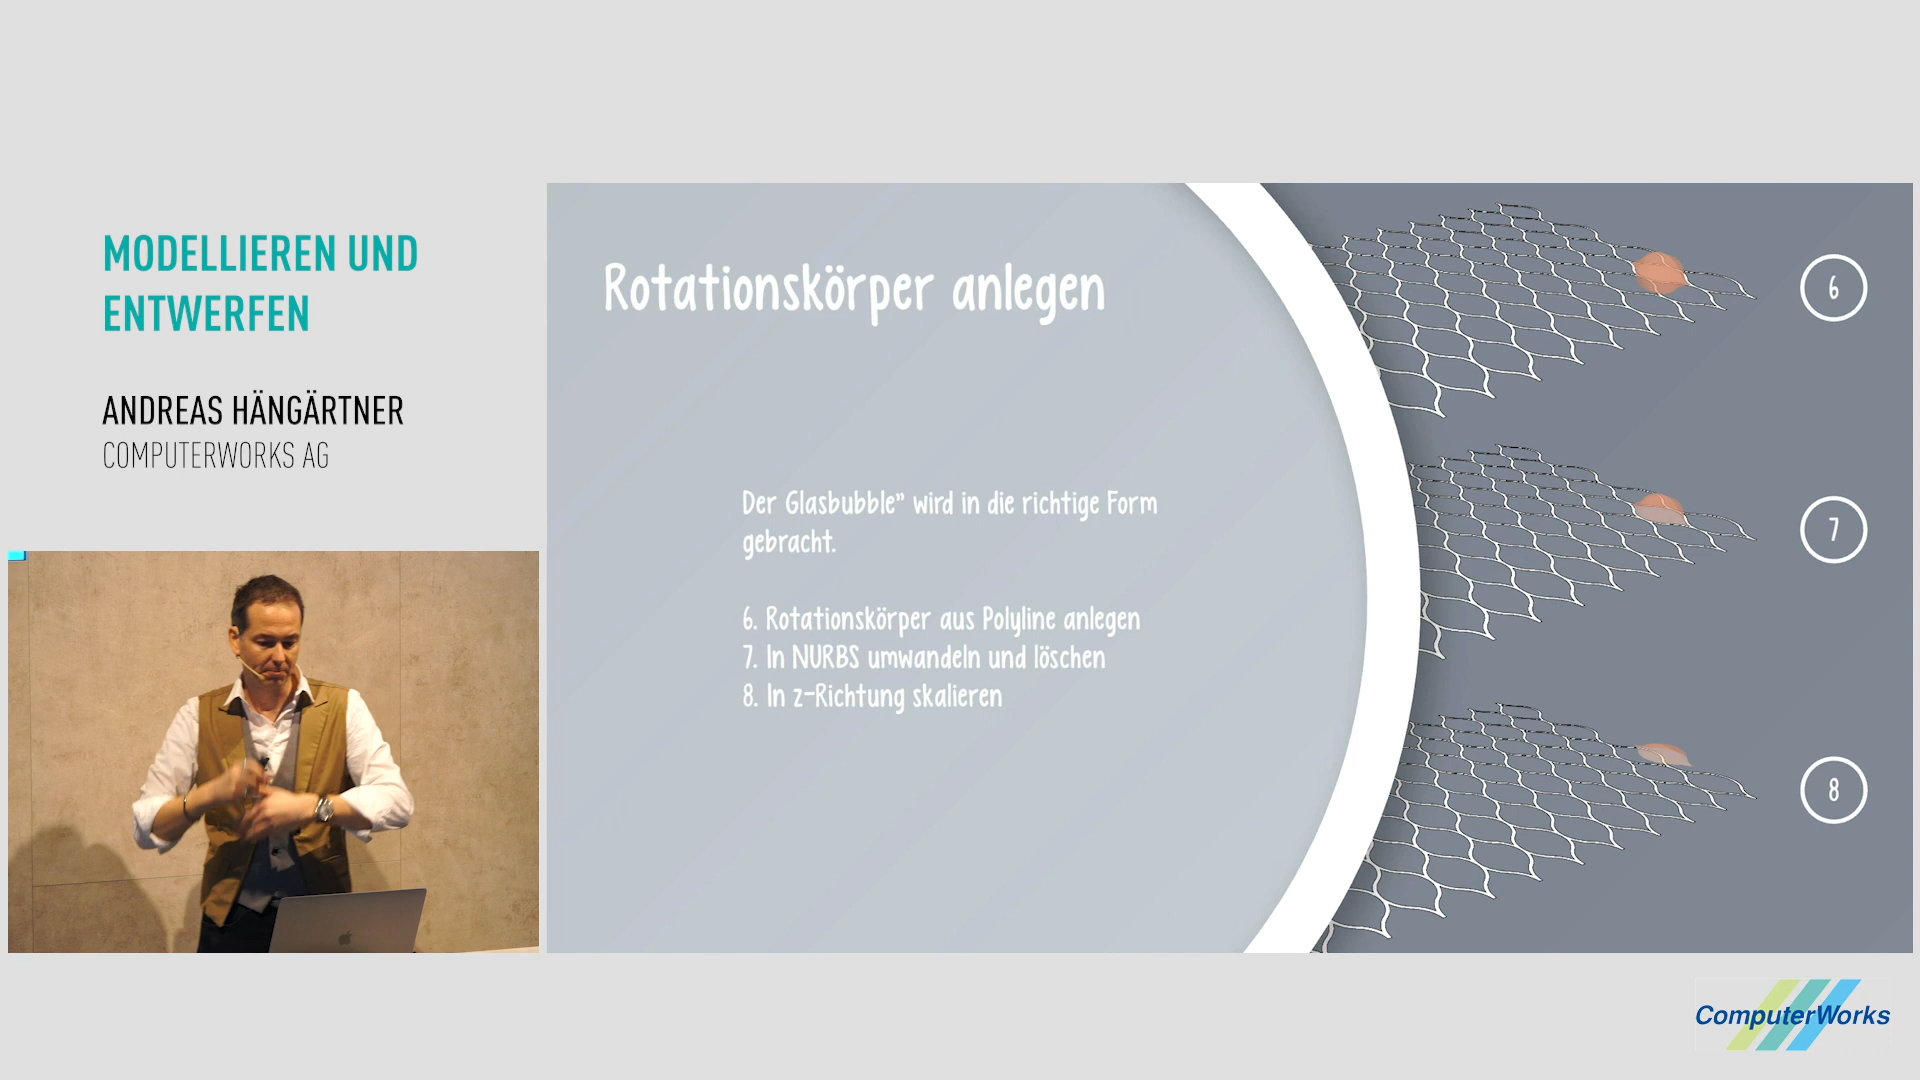 MODELLIEREN UND
ENTWERFEN
ANDREAS HÄNGÄRTNER
COMPUTERWORKS AG
Rotationskörper anlegen
Der Glasbubble” wird in die richtige Form
gebracht.
6. Rotationskörper aus Polyline anlegen
7. In NURBS umwandeln und löschen
8. In z-Richtung skalieren
6
7
8
ComputerWorks